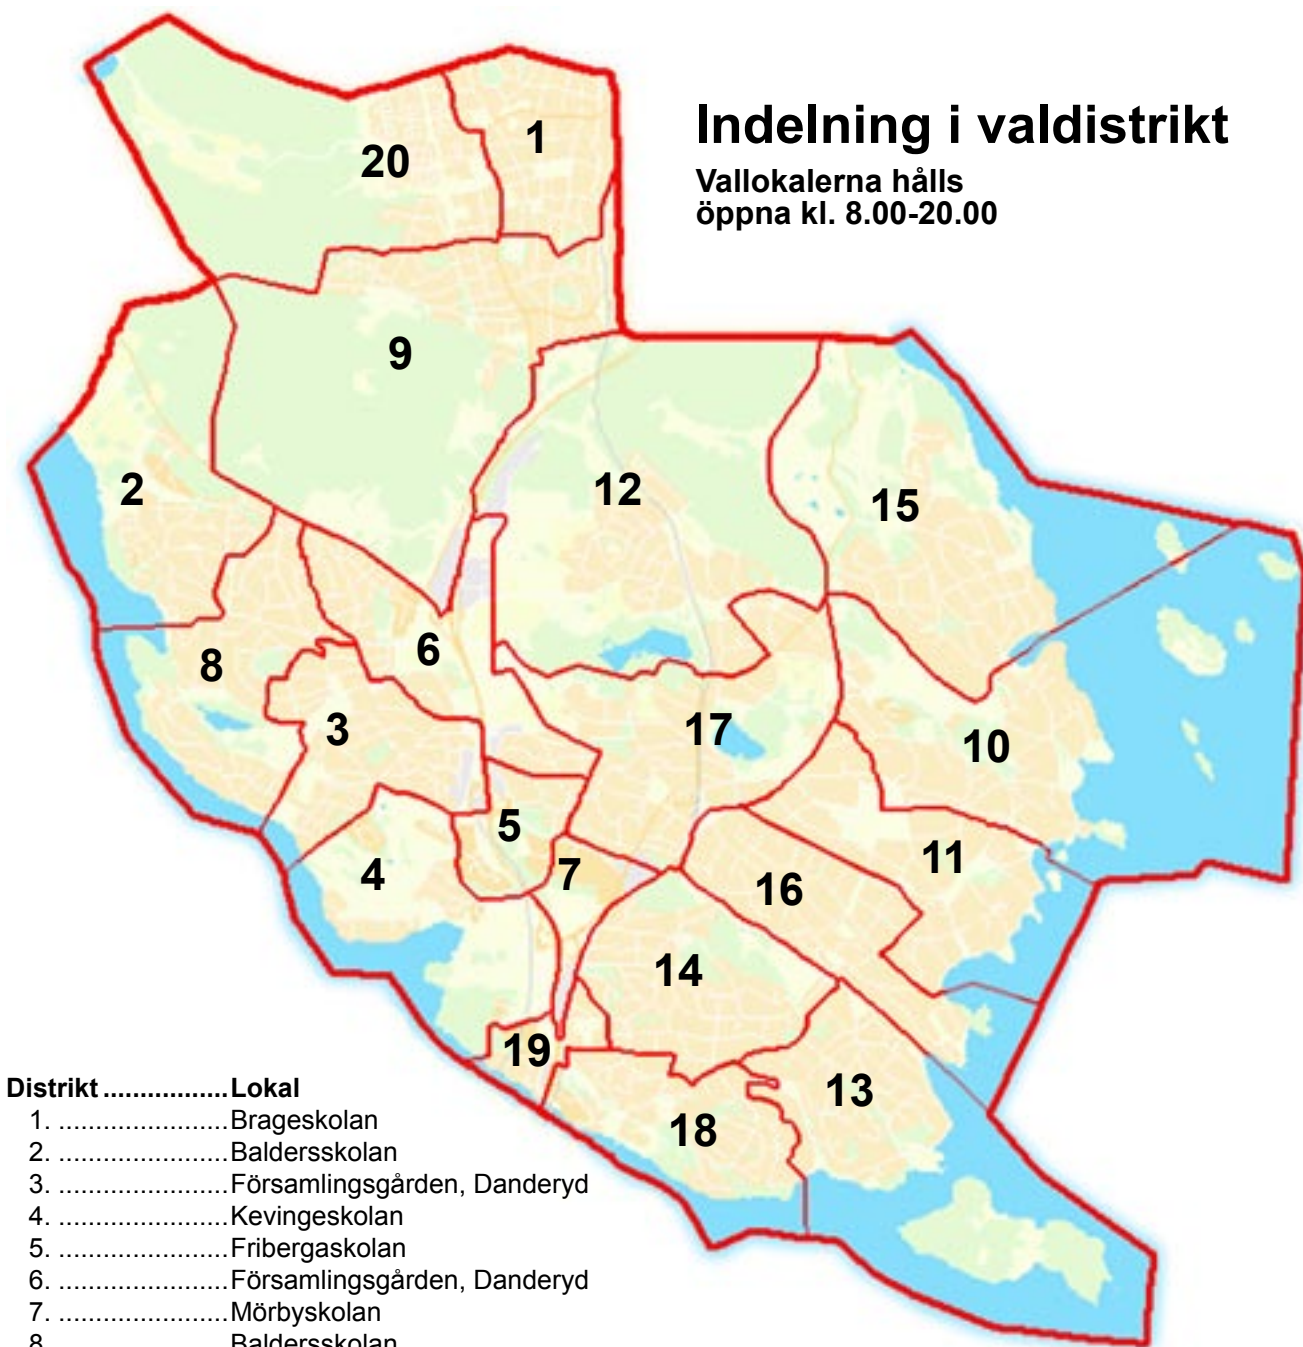 Indelning i valdistrikt
Vallokalerna hålls
öppna kl. 8.00-20.00
1
20
9
2
12
15
6
8
3
17
10
5
11
4
7
16
14
19
13
18
Distrikt ................. Lokal
1. ....................... Brageskolan
2. ....................... Baldersskolan
3. ....................... Församlingsgården, Danderyd
4. ....................... Kevingeskolan
5. ....................... Fribergaskolan
6. ....................... Församlingsgården, Danderyd
7. ....................... Mörbyskolan
8. ....................... Baldersskolan